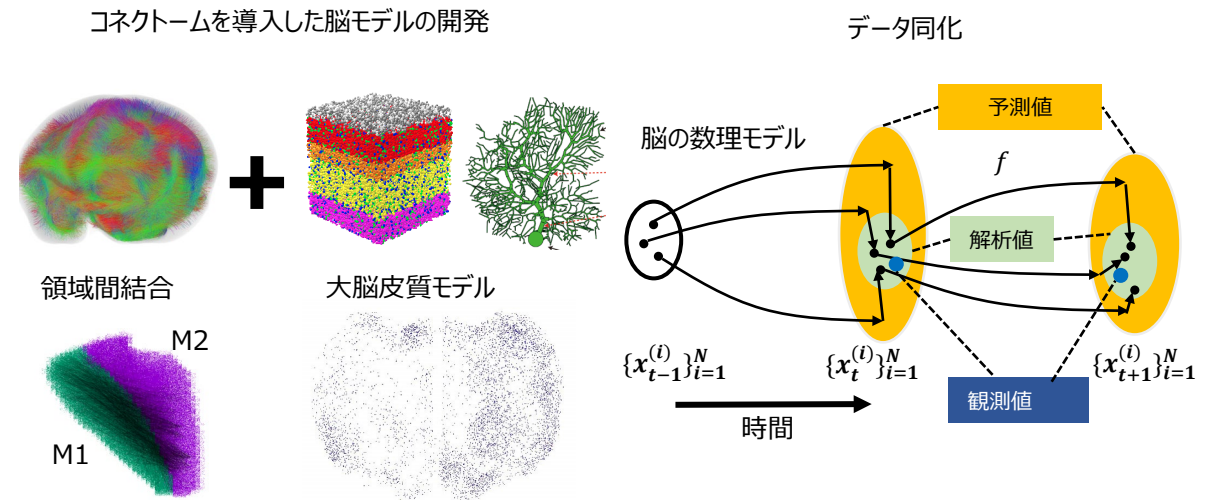 コネクトームを導入した脳モデルの開発
領域間結合
大脳皮質モデル
M2
M1
データ同化
予測値
脳の数理モデル
f
解析値
{x_{t-1}^{(i)}}_{i=1}^{N}
{x_{t}^{(i)}}_{i=1}^{N}
{x_{t+1}^{(i)}}_{i=1}^{N}
観測値
時間